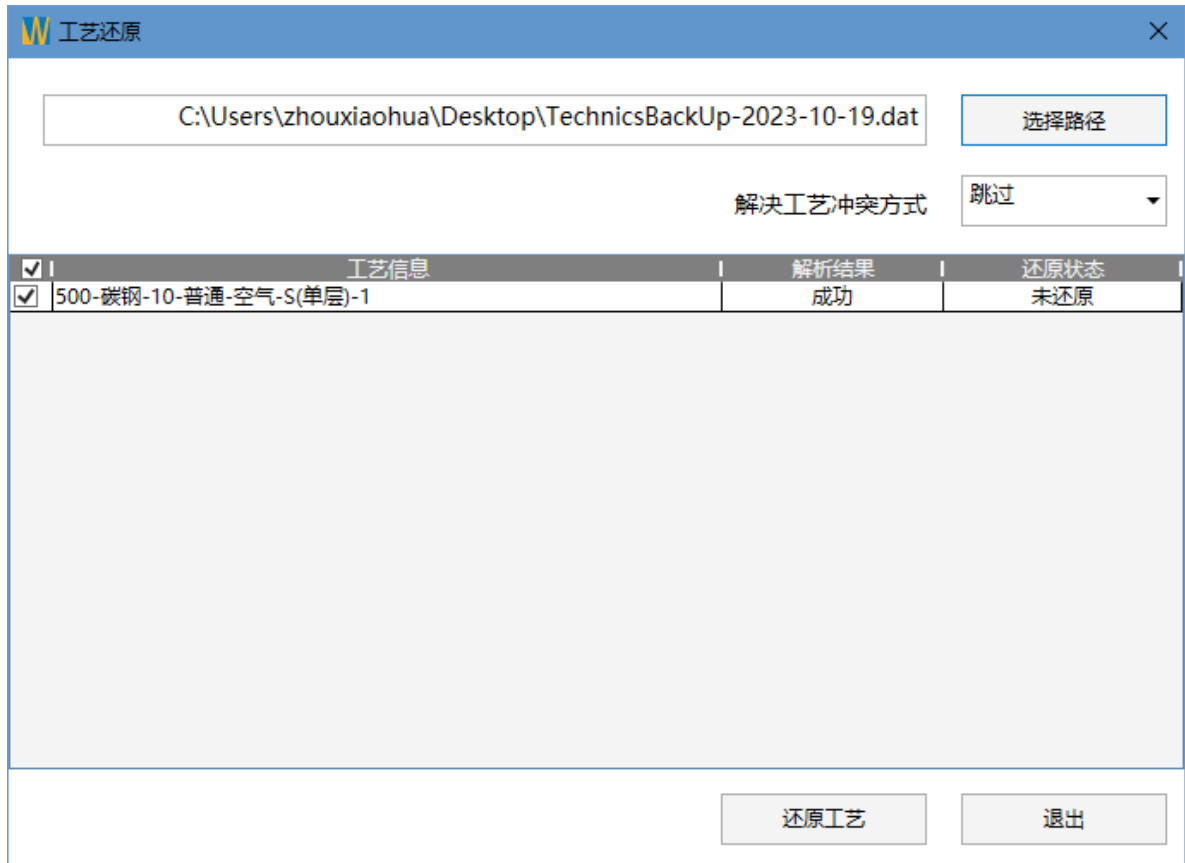 工艺还原
C:\Users\zhouxiaohua\Desktop\TechnicsBackUp-2023-10-19.dat 选择路径
解决工艺冲突方式 跳过
工艺信息 解析结果 还原状态
500-碳钢-10-普通-空气-S(单层)-1 成功 未还原
还原工艺 退出